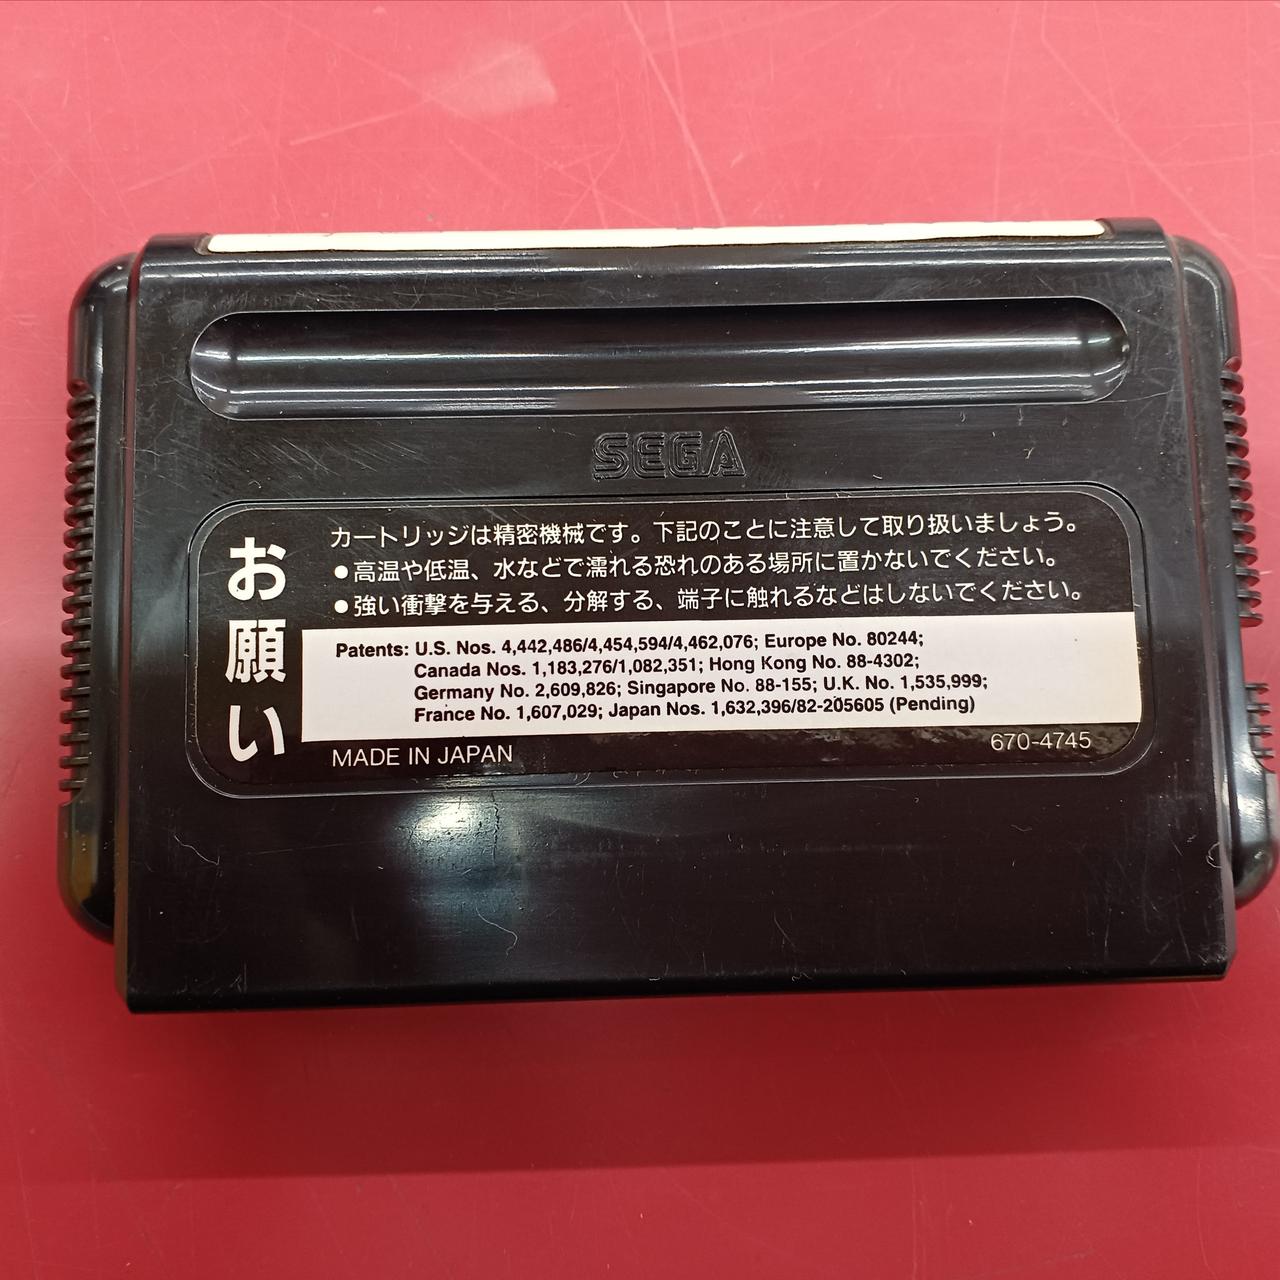 SEGA
お願い
カートリッジは精密機械です。下記のことに注意して取り扱いましょう。
●高温や低温、水などで濡れる恐れのある場所に置かないでください。
●強い衝撃を与える、分解する、端子に触れるなどはしないでください。
Patents: U.S. Nos. 4,442,486/4,454,594/4,462,076; Europe No. 80244;
Canada Nos. 1,183,276/1,082,351; Hong Kong No. 88-4302;
Germany No. 2,609,826; Singapore No. 88-155; U.K. No. 1,535,999;
France No. 1,607,029; Japan Nos. 1,632,396/82-205605 (Pending)
MADE IN JAPAN
670-4745